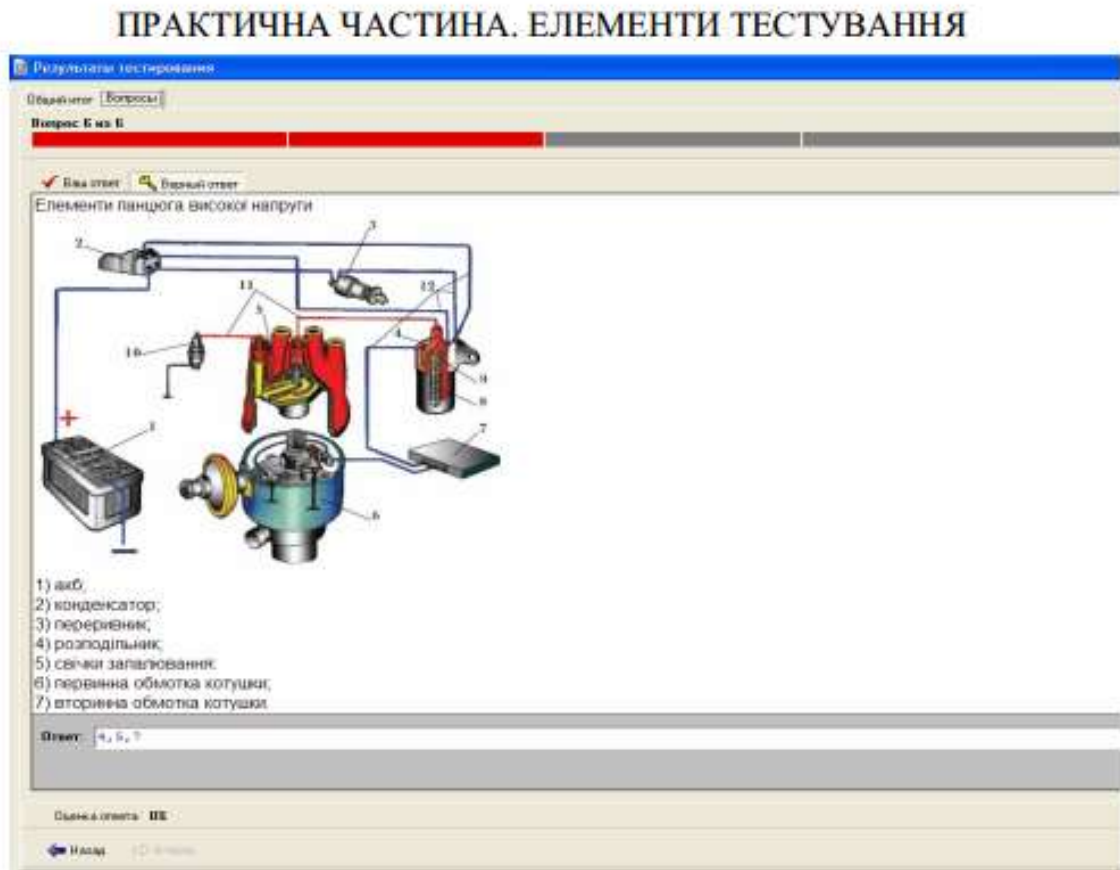 ПРАКТИЧНА ЧАСТИНА. ЕЛЕМЕНТИ ТЕСТУВАННЯ
Результаты тестирования
Общий итог Вопросы
Вопрос 6 из 6
Ваш ответ Верный ответ
Елементи ланцюга високої напруги
2
3
11
12
5
4
10
9
8
+
1
7
6
1) акб;
2) конденсатор;
3) переривник;
4) розподільник;
5) свічки запалювання;
6) первинна обмотка котушки;
7) вторинна обмотка котушки.
Ответ: 4,5,7
Оценка ответа
Назад